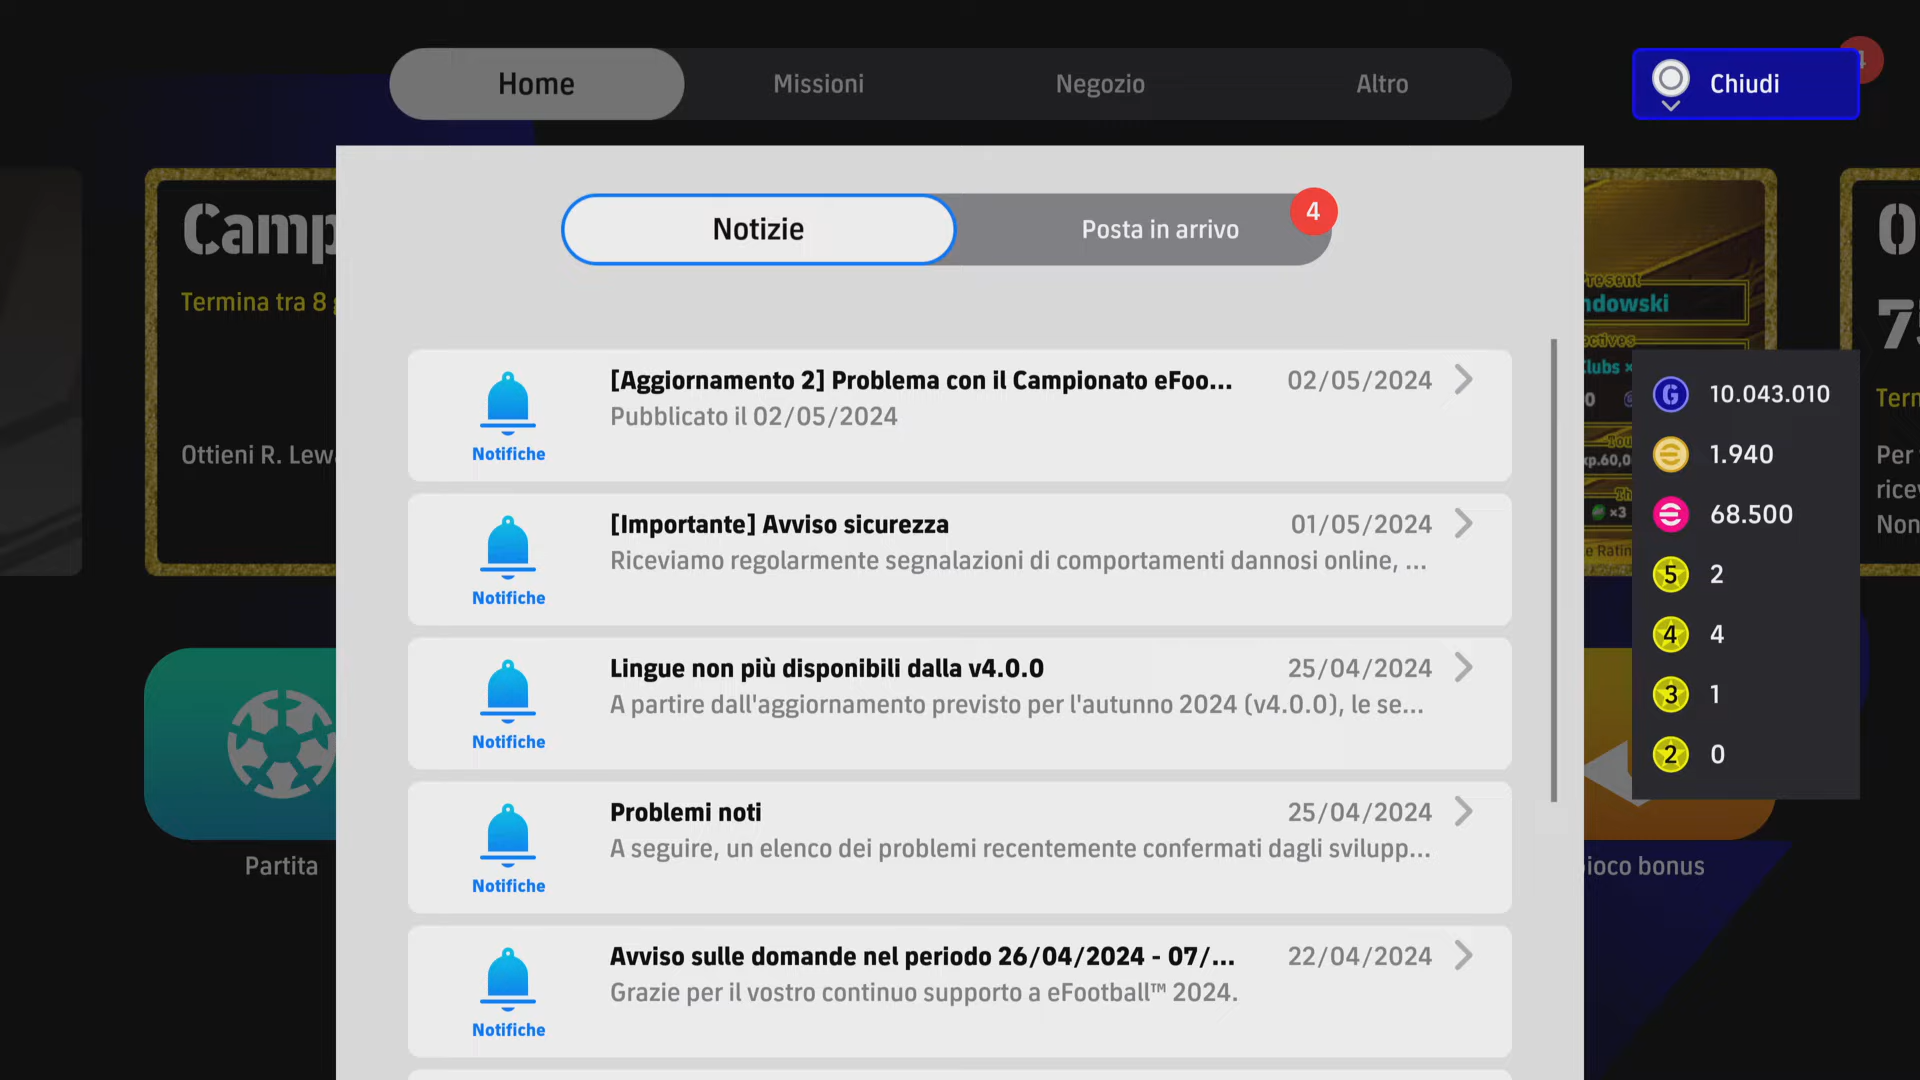 Home
Missioni
Negozio
Altro
Chiudi
Notizie
Posta in arrivo
4
Camp
Termina tra 8
Ottieni R. Lew
[Aggiornamento 2] Problema con il Campionato eFoo...
02/05/2024
Pubblicato il 02/05/2024
Notifiche
[Importante] Avviso sicurezza
01/05/2024
Riceviamo regolarmente segnalazioni di comportamenti dannosi online, ...
Notifiche
Lingue non più disponibili dalla v4.0.0
25/04/2024
A partire dall'aggiornamento previsto per l'autunno 2024 (v4.0.0), le se...
Notifiche
Problemi noti
25/04/2024
A seguire, un elenco dei problemi recentemente confermati dagli svilupp...
Notifiche
Avviso sulle domande nel periodo 26/04/2024 - 07/...
22/04/2024
Grazie per il vostro continuo supporto a eFootball™ 2024.
Notifiche
Partita
ndowski
G 10.043.010
1.940
68.500
5 2
4 4
3 1
2 0
Per
Non
ioco bonus